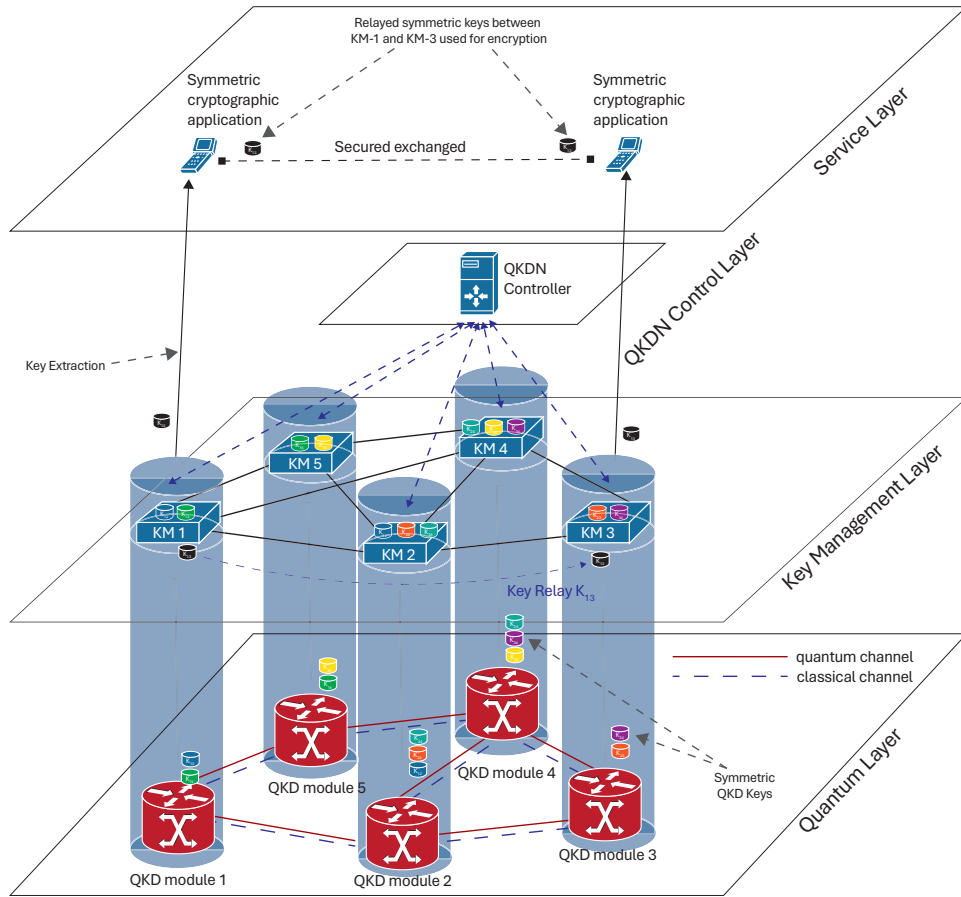 Relayed symmetric keys between
KM-1 and KM-3 used for encryption
Symmetric
cryptographic
application
Symmetric
cryptographic
application
Secured exchanged
Service Layer
QKDN
Controller
QKDN Control Layer
Key Extraction
KM 5
KM 4
KM 1
KM 2
KM 3
Key Relay K₁₃
Key Management Layer
quantum channel
classical channel
QKD module 5
QKD module 4
Symmetric
QKD Keys
QKD module 1
QKD module 2
QKD module 3
Quantum Layer